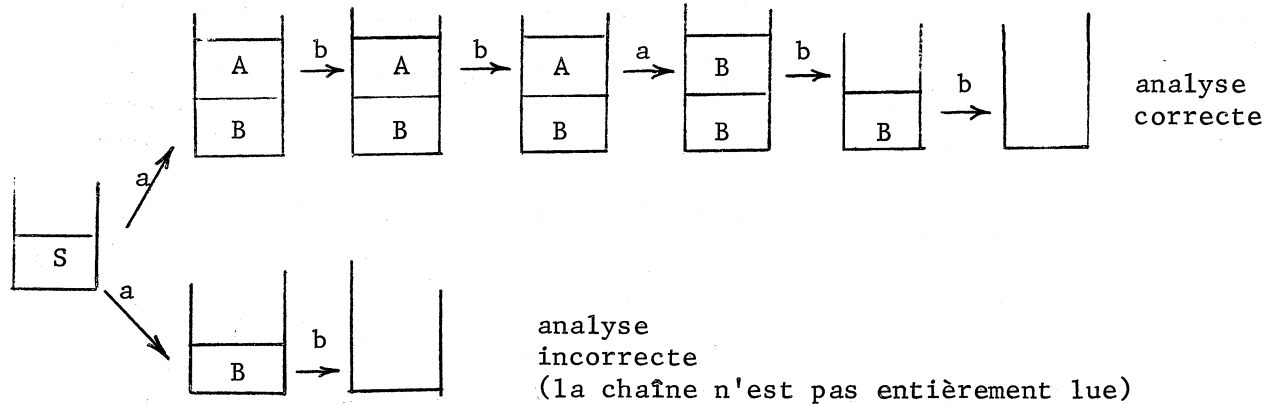 b b a b b
A A A B
B B B B B
analyse
correcte
a
S
a
b
B
analyse
incorrecte
(la chaîne n'est pas entièrement lue)